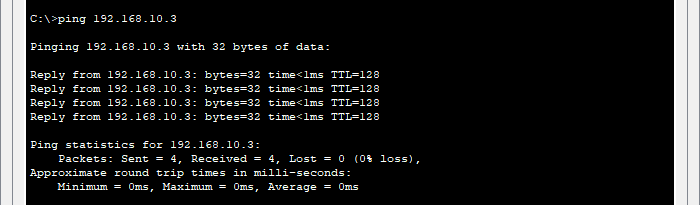 C:\>ping 192.168.10.3
Pinging 192.168.10.3 with 32 bytes of data:
Reply from 192.168.10.3: bytes=32 time<1ms TTL=128
Reply from 192.168.10.3: bytes=32 time<1ms TTL=128
Reply from 192.168.10.3: bytes=32 time<1ms TTL=128
Reply from 192.168.10.3: bytes=32 time<1ms TTL=128
Ping statistics for 192.168.10.3:
    Packets: Sent = 4, Received = 4, Lost = 0 (0% loss),
Approximate round trip times in milli-seconds:
    Minimum = 0ms, Maximum = 0ms, Average = 0ms